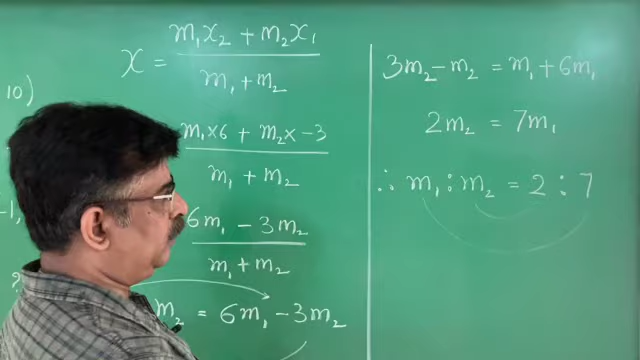 x = (m₁x₂ + m₂x₁)/(m₁ + m₂)
10)
(m₁×6 + m₂×-3)/(m₁ + m₂)
-1,
(6m₁ - 3m₂)/(m₁ + m₂)
?
m₂ = 6m₁ - 3m₂
3m₂ - m₂ = m₁ + 6m₁
2m₂ = 7m₁
∴ m₁ : m₂ = 2 : 7